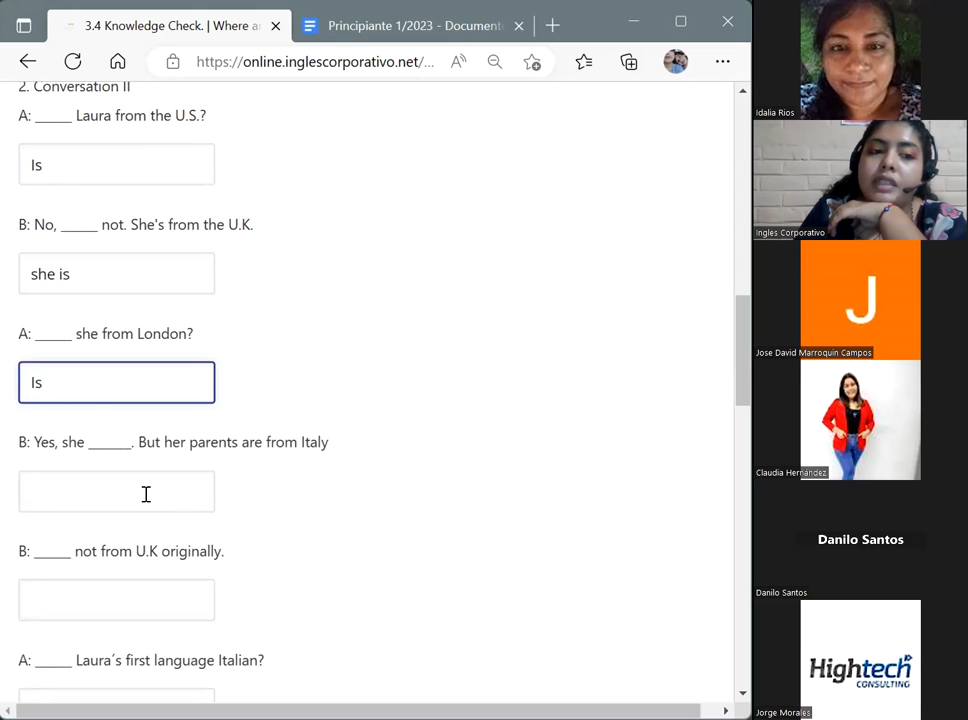 3.4 Knowledge Check. | Where a
Principiante 1/2023 - Document
https://online.inglescorporativo.net/...
2. Conversation II
A: _____ Laura from the U.S.?
Is
B: No, _____ not. She's from the U.K.
she is
A: _____ she from London?
Is
B: Yes, she ______. But her parents are from Italy
B: _____ not from U.K originally.
A: _____ Laura´s first language Italian?
Idalia Rios
Ingles Corporativo
J
Jose David Marroquin Campos
Claudia Hernández
Danilo Santos
Danilo Santos
Hightech
CONSULTING
Jorge Morales